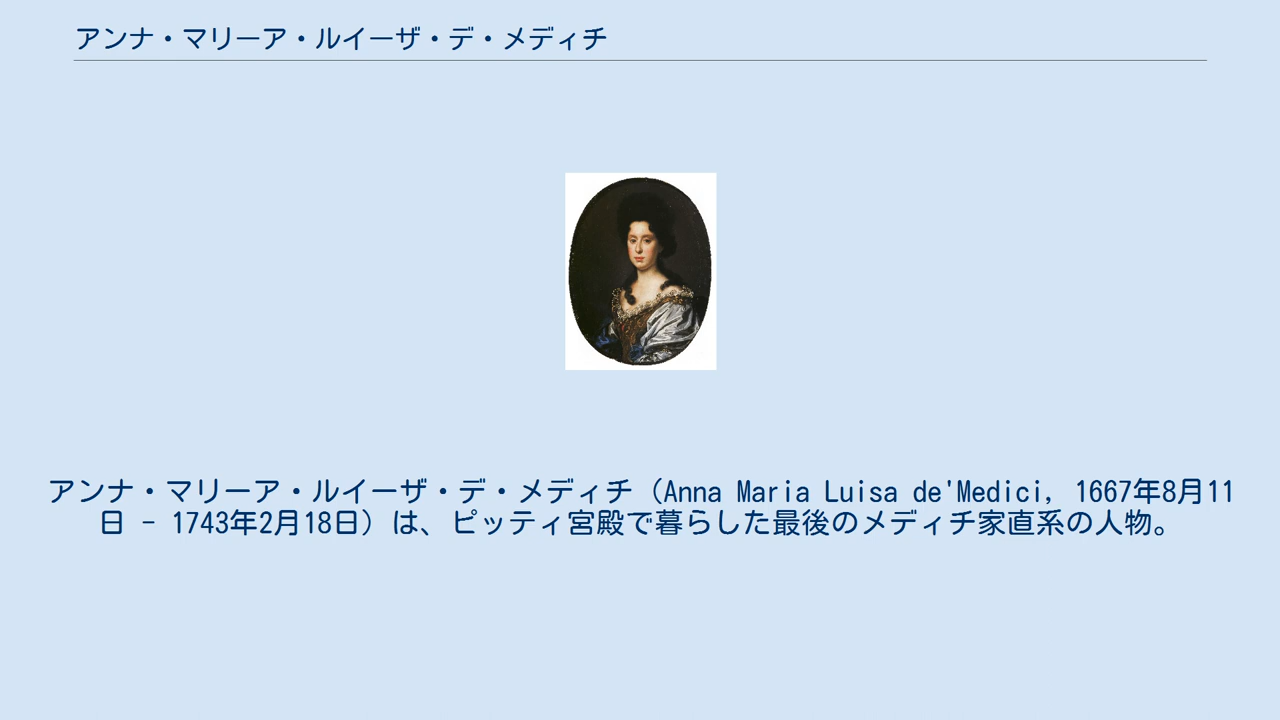 アンナ・マリーア・ルイーザ・デ・メディチ
アンナ・マリーア・ルイーザ・デ・メディチ（Anna Maria Luisa de'Medici, 1667年8月11
日 – 1743年2月18日）は、ピッティ宮殿で暮らした最後のメディチ家直系の人物。